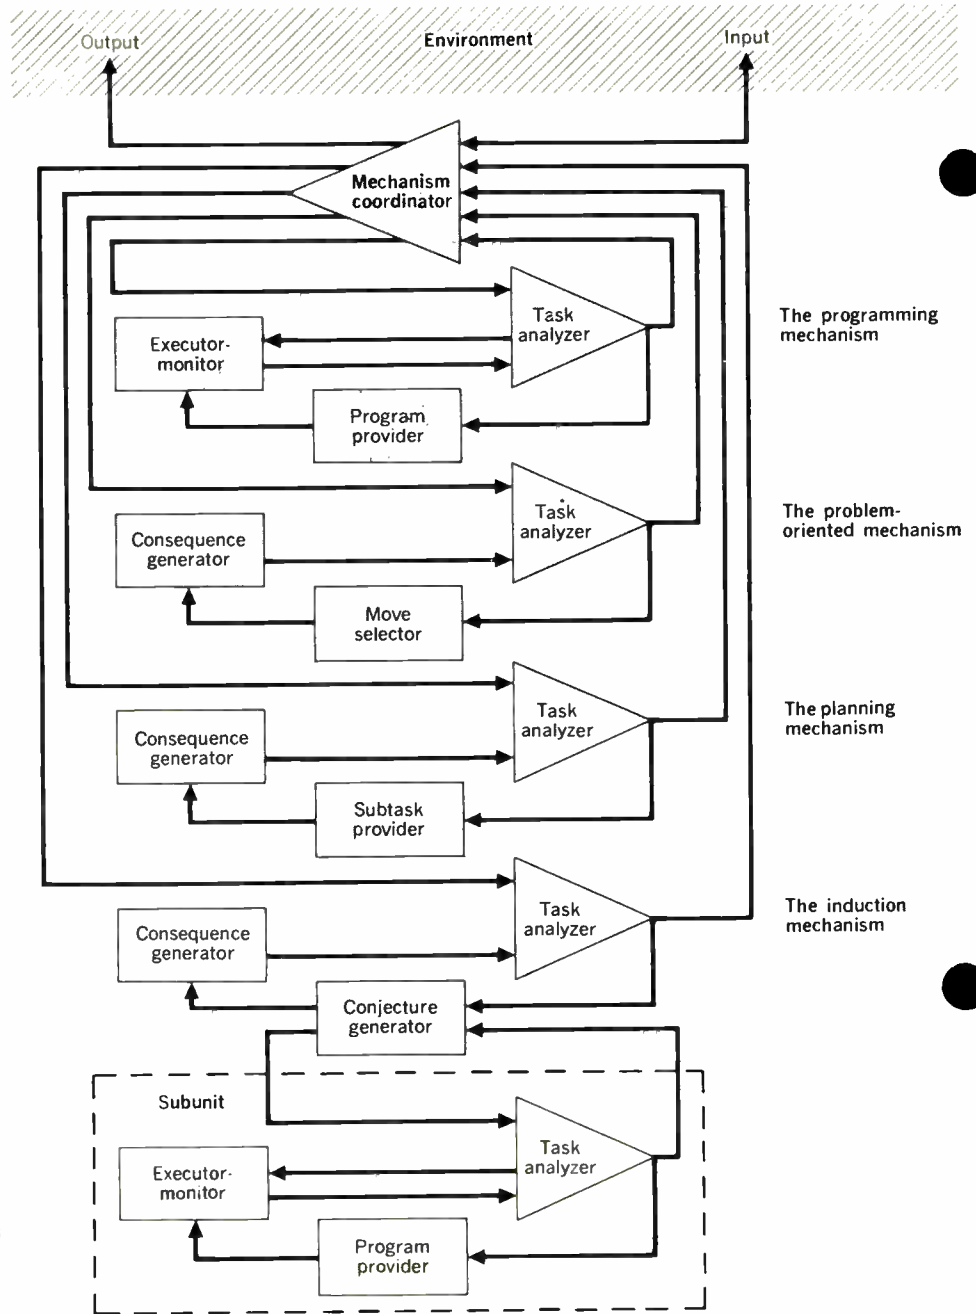 Output
Environment
Input
Mechanism
coordinator
Task
analyzer
The programming
mechanism
Executor-
monitor
Program
provider
Task
analyzer
The problem-
oriented mechanism
Consequence
generator
Move
selector
Task
analyzer
The planning
mechanism
Consequence
generator
Subtask
provider
Task
analyzer
The induction
mechanism
Consequence
generator
Conjecture
generator
Subunit
Task
analyzer
Executor-
monitor
Program
provider